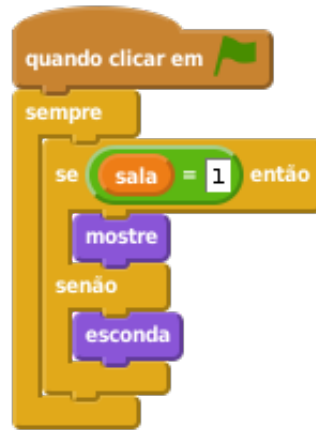 quando clicar em
sempre
se sala = 1 então
mostre
senão
esconda